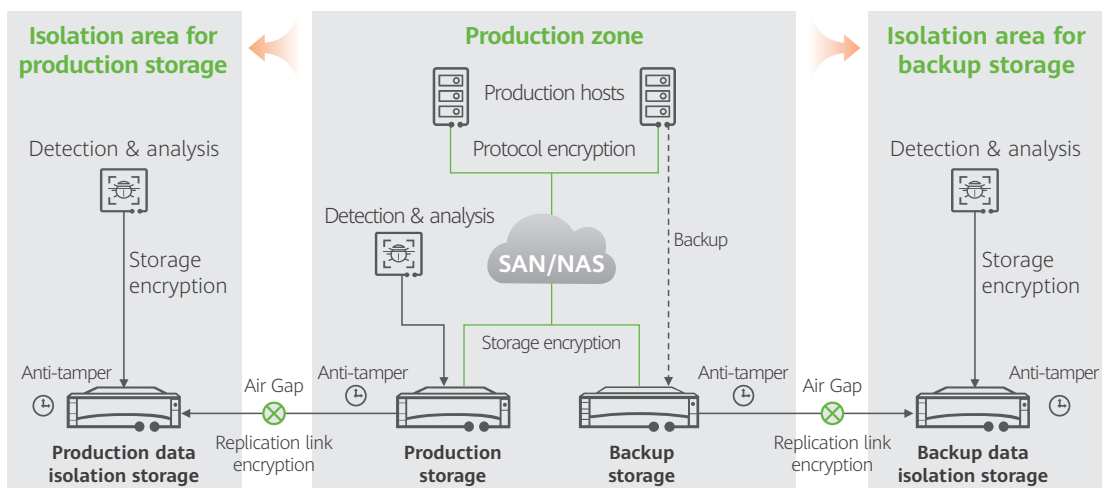 Isolation area for
production storage
Production zone
Isolation area for
backup storage
Production hosts
Protocol encryption
Detection & analysis
Detection & analysis
Detection & analysis
Backup
SAN/NAS
Storage
encryption
Storage
encryption
Storage encryption
Anti-tamper
Air Gap
Anti-tamper
Anti-tamper
Air Gap
Anti-tamper
Replication link
encryption
Replication link
encryption
Production data
isolation storage
Production
storage
Backup
storage
Backup data
isolation storage